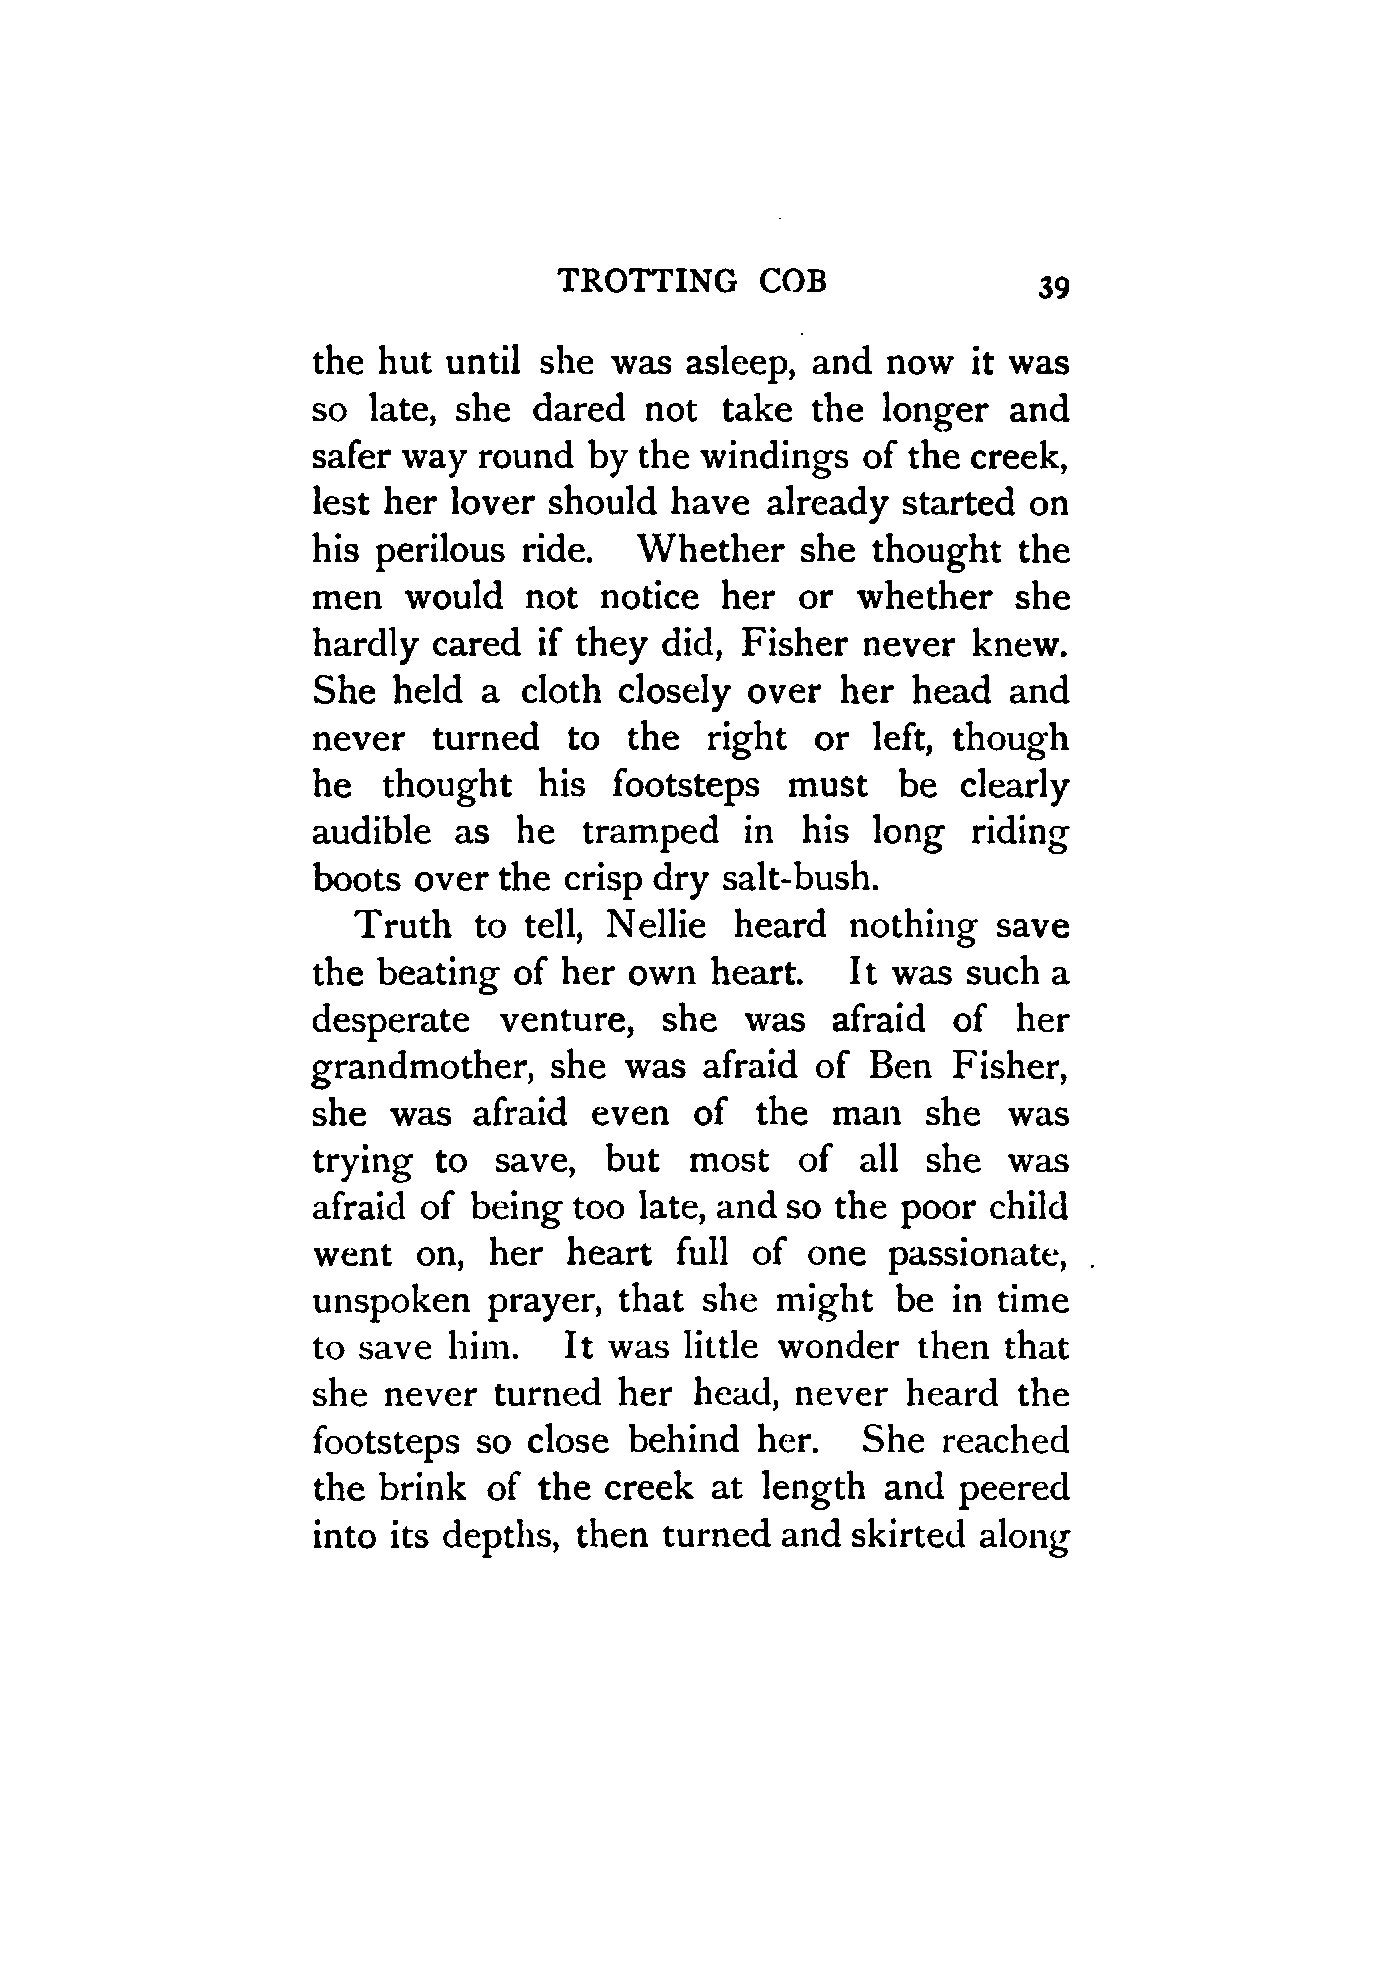 TROTTING COB 39
the hut until she was asleep, and now it was
so late, she dared not take the longer and
safer way round by the windings of the creek,
lest her lover should have already started on
his perilous ride. Whether she thought the
men would not notice her or whether she
hardly cared if they did, Fisher never knew.
She held a cloth closely over her head and
never turned to the right or left, though
he thought his footsteps must be clearly
audible as he tramped in his long riding
boots over the crisp dry salt-bush.
Truth to tell, Nellie heard nothing save
the beating of her own heart. It was such a
desperate venture, she was afraid of her
grandmother, she was afraid of Ben Fisher,
she was afraid even of the man she was
trying to save, but most of all she was
afraid of being too late, and so the poor child
went on, her heart full of one passionate,
unspoken prayer, that she might be in time
to save him. It was little wonder then that
she never turned her head, never heard the
footsteps so close behind her. She reached
the brink of the creek at length and peered
into its depths, then turned and skirted along